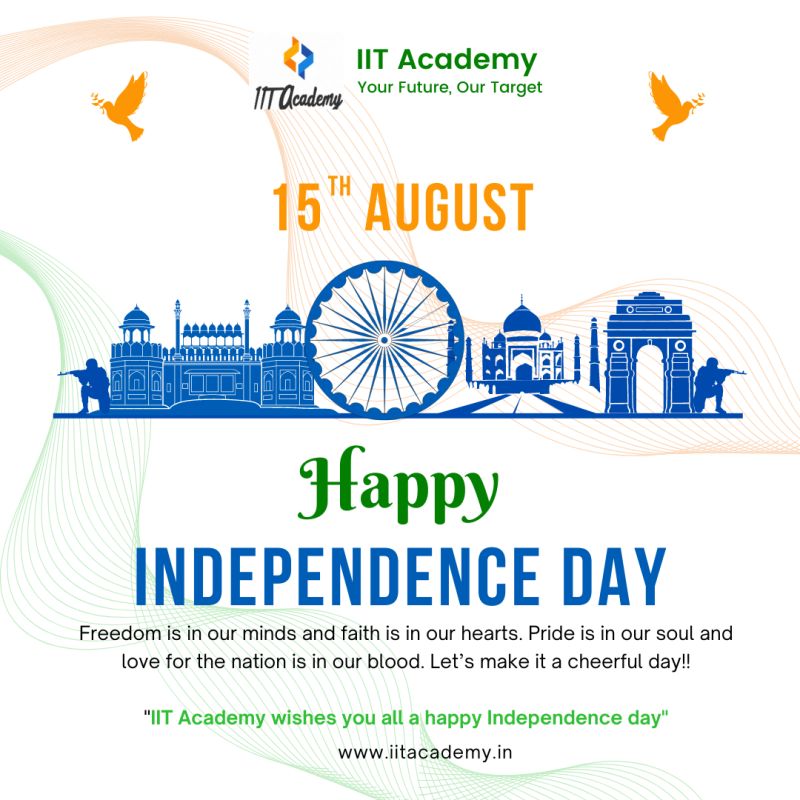 IIT Academy
IIT Academy
Your Future, Our Target
15TH AUGUST
Happy
INDEPENDENCE DAY
Freedom is in our minds and faith is in our hearts. Pride is in our soul and
love for the nation is in our blood. Let’s make it a cheerful day!!
"IIT Academy wishes you all a happy Independence day"
www.iitacademy.in